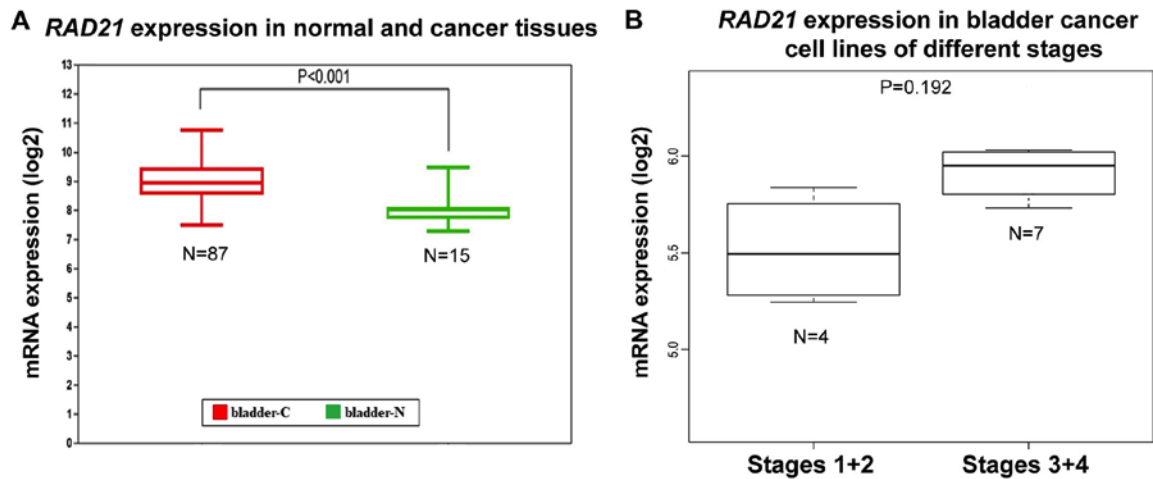 A RAD21 expression in normal and cancer tissues
mRNA expression (log2)
13
12
11
10
9
8
7
6
5
4
3
2
1
0
P<0.001
N=87
N=15
bladder-C
bladder-N
B RAD21 expression in bladder cancer
cell lines of different stages
mRNA expression (log2)
6.0
5.5
5.0
P=0.192
N=4
N=7
Stages 1+2
Stages 3+4